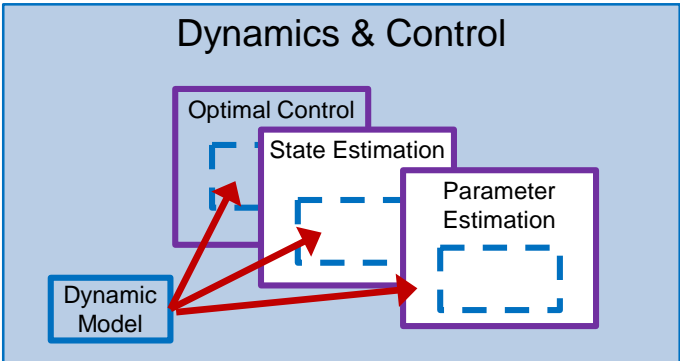 Dynamics & Control
Optimal Control
State Estimation
Parameter
Estimation
Dynamic
Model